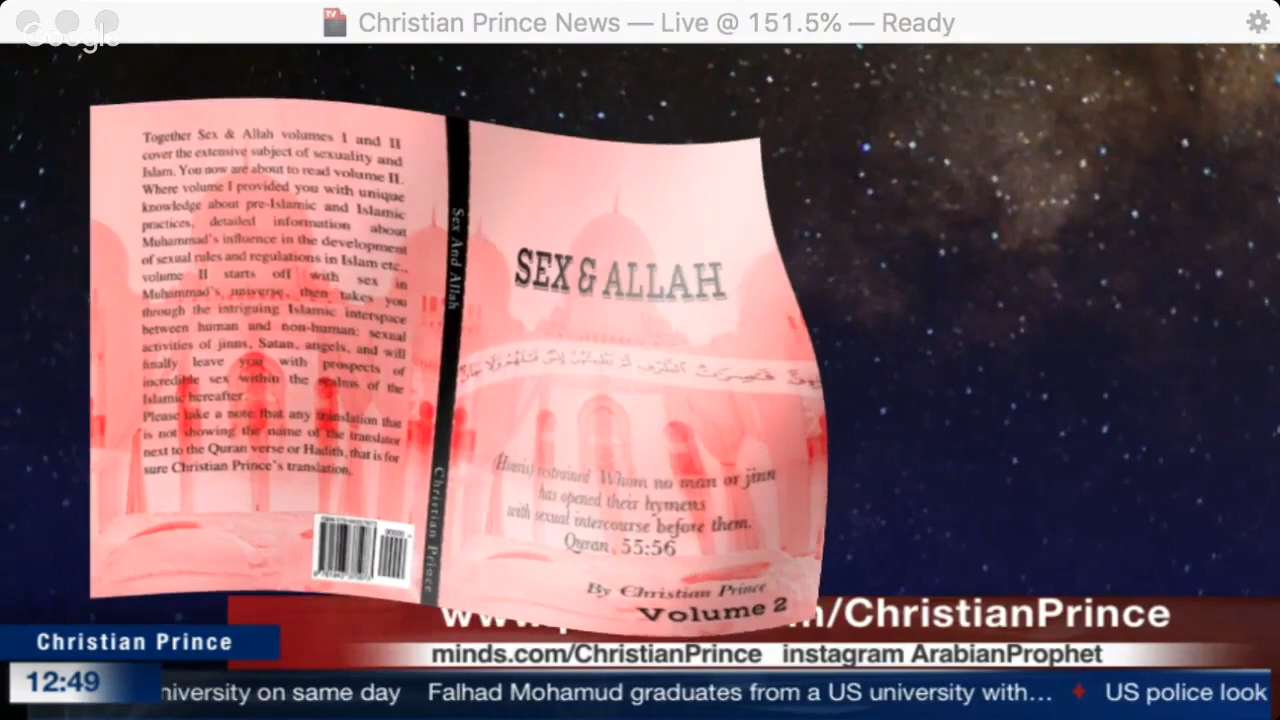 Christian Prince News — Live @ 151.5% — Ready
Google
Together Sex & Allah volumes I and II
cover the extensive subject of sexuality and
Islam. You now are about to read volume II.
Where volume I provided you with unique
knowledge about pre-Islamic and Islamic
practices, detailed information about
Muhammad's influence in the development
of sexual rules and regulations in Islam etc..,
volume II starts off with sex in
Muhammad's universe, then takes you
through the intriguing Islamic interspace
between human and non-human: sexual
activities of jinns, Satan, angels, and will
finally leave you with prospects of
incredible sex within the realms of the
Islamic hereafter.
Please take a note that any translation that
is not showing the name of the translator
next to the Quran verse or Hadith, that is for
sure Christian Prince's translation.
Sex And Allah
Christian Prince
SEX & ALLAH
(Houris) restrained Whom no man or jinn
has opened their hymens
with sexual intercourse before them.
Quran, 55:56
By Christian Prince
Volume 2
/ChristianPrince
minds.com/ChristianPrince instagram ArabianProphet
Christian Prince
12:49
niversity on same day Falhad Mohamud graduates from a US university with... US police look